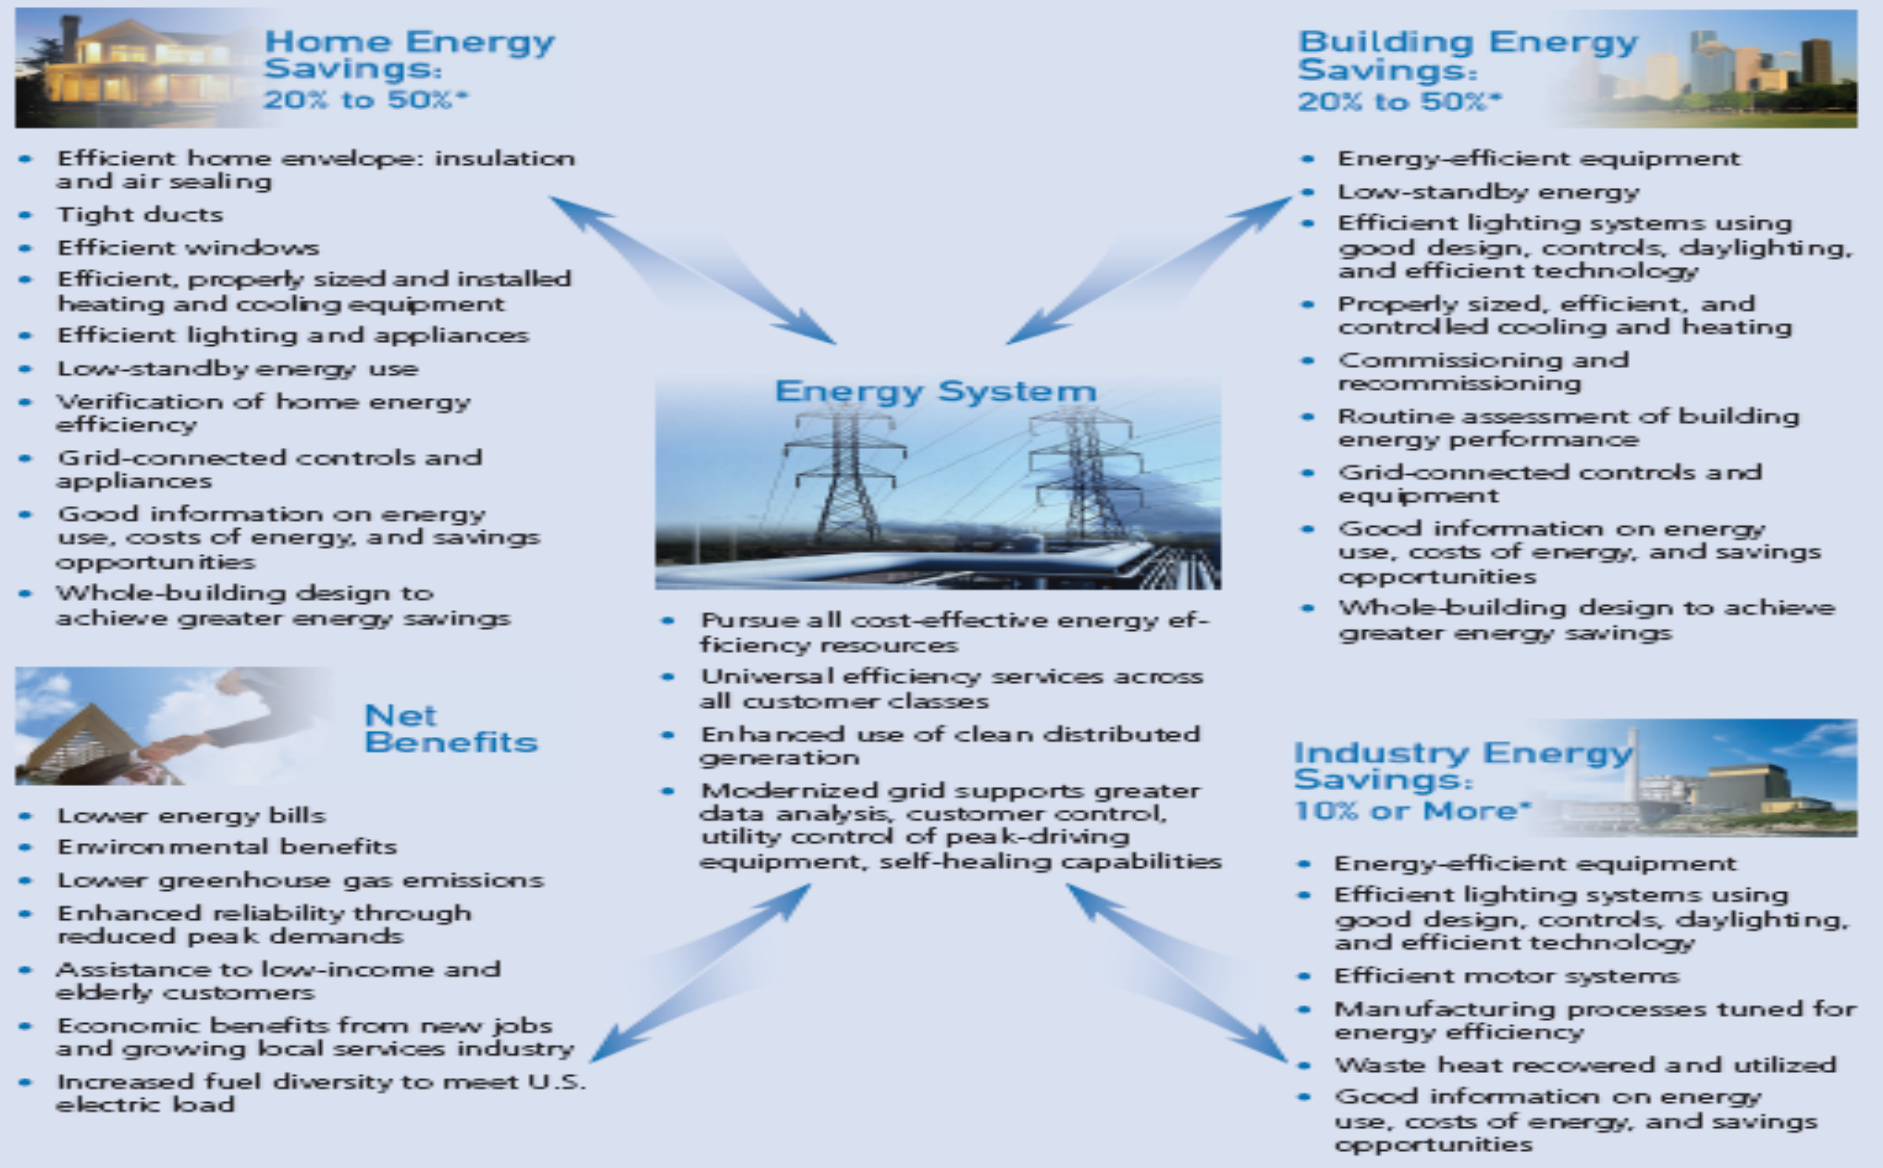 Home Energy
Savings:
20% to 50%*
• Efficient home envelope: insulation
and air sealing
• Tight ducts
• Efficient windows
• Efficient, properly sized and installed
heating and cooling equipment
• Efficient lighting and appliances
• Low-standby energy use
• Verification of home energy
efficiency
• Grid-connected controls and
appliances
• Good information on energy
use, costs of energy, and savings
opportunities
• Whole-building design to
achieve greater energy savings
Net
Benefits
• Lower energy bills
• Environmental benefits
• Lower greenhouse gas emissions
• Enhanced reliability through
reduced peak demands
• Assistance to low-income and
elderly customers
• Economic benefits from new jobs
and growing local services industry
• Increased fuel diversity to meet U.S.
electric load
Energy System
• Pursue all cost-effective energy ef-
ficiency resources
• Universal efficiency services across
all customer classes
• Enhanced use of clean distributed
generation
• Modernized grid supports greater
data analysis, customer control,
utility control of peak-driving
equipment, self-healing capabilities
Building Energy
Savings:
20% to 50%*
• Energy-efficient equipment
• Low-standby energy
• Efficient lighting systems using
good design, controls, daylighting,
and efficient technology
• Properly sized, efficient, and
controlled cooling and heating
• Commissioning and
recommissioning
• Routine assessment of building
energy performance
• Grid-connected controls and
equipment
• Good information on energy
use, costs of energy, and savings
opportunities
• Whole-building design to achieve
greater energy savings
Industry Energy
Savings:
10% or More*
• Energy-efficient equipment
• Efficient lighting systems using
good design, controls, daylighting,
and efficient technology
• Efficient motor systems
• Manufacturing processes tuned for
energy efficiency
• Waste heat recovered and utilized
• Good information on energy
use, costs of energy, and savings
opportunities